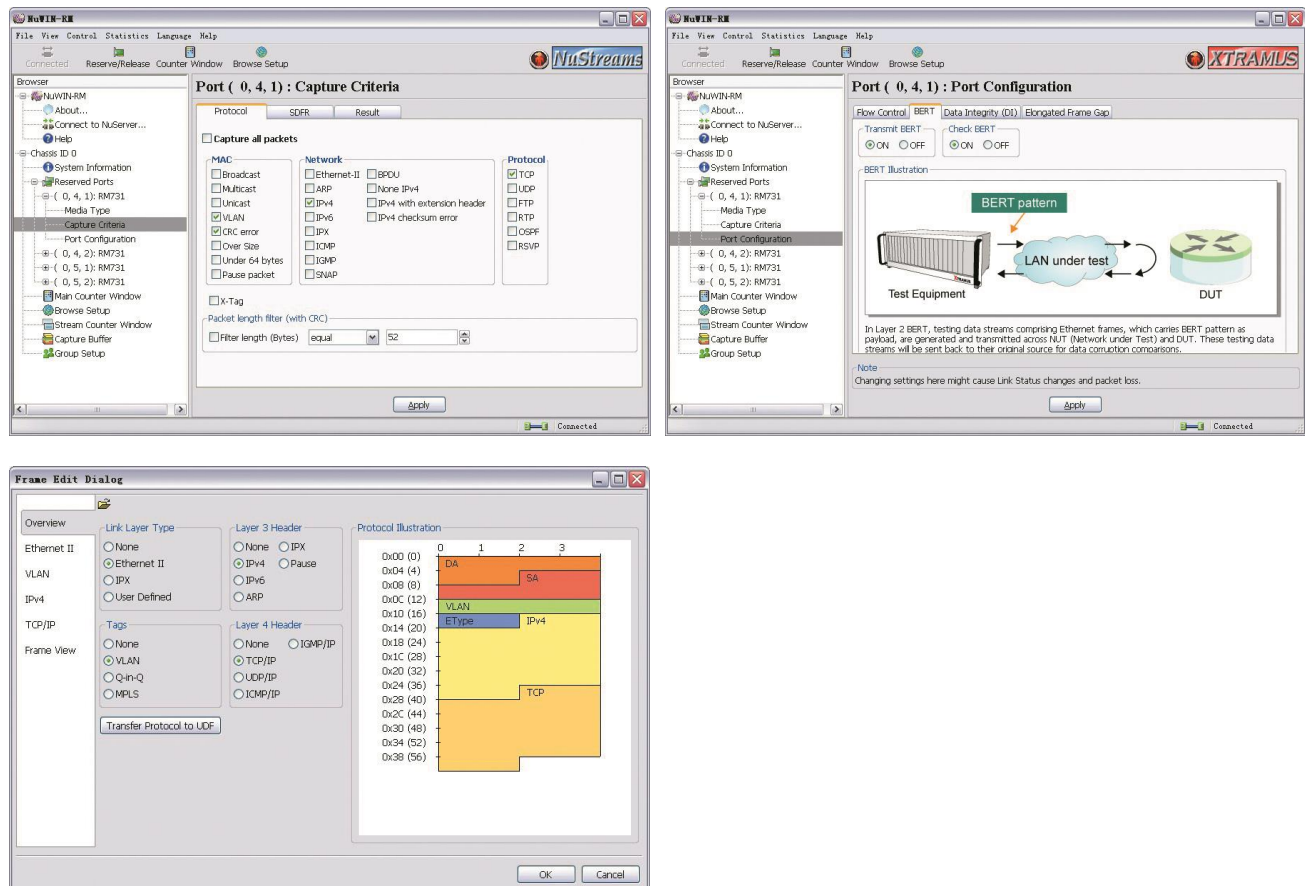 NuWIN-RM
File View Control Statistics Language Help
Connected Reserve/Release Counter Window Browse Setup
NuStreams
Browser
NuWIN-RM
About...
Connect to NuServer...
Help
Chassis ID 0
System Information
Reserved Ports
( 0, 4, 1): RM731
Media Type
Capture Criteria
Port Configuration
( 0, 4, 2): RM731
( 0, 5, 1): RM731
( 0, 5, 2): RM731
Main Counter Window
Browse Setup
Stream Counter Window
Capture Buffer
Group Setup
Port ( 0, 4, 1) : Capture Criteria
Protocol SDFR Result
Capture all packets
MAC
Broadcast
Multicast
Unicast
VLAN
CRC error
Over Size
Under 64 bytes
Pause packet
Network
Ethernet-II BPDU
ARP None IPv4
IPv4 IPv4 with extension header
IPv6 IPv4 checksum error
IPX
ICMP
IGMP
SNAP
Protocol
TCP
UDP
FTP
RTP
OSPF
RSVP
X-Tag
Packet length filter (with CRC)
Filter length (Bytes) equal 52
Apply
Connected
NuWIN-RM
File View Control Statistics Language Help
Connected Reserve/Release Counter Window Browse Setup
XTRAMUS
Browser
NuWIN-RM
About...
Connect to NuServer...
Help
Chassis ID 0
System Information
Reserved Ports
( 0, 4, 1): RM731
Media Type
Capture Criteria
Port Configuration
( 0, 4, 2): RM731
( 0, 5, 1): RM731
( 0, 5, 2): RM731
Main Counter Window
Browse Setup
Stream Counter Window
Capture Buffer
Group Setup
Port ( 0, 4, 1) : Port Configuration
Flow Control BERT Data Integrity (DI) Elongated Frame Gap
Transmit BERT Check BERT
ON OFF ON OFF
BERT Illustration
BERT pattern
LAN under test
Test Equipment DUT
In Layer 2 BERT, testing data streams comprising Ethernet frames, which carries BERT pattern as
payload, are generated and transmitted across NUT (Network under Test) and DUT. These testing data
streams will be sent back to their original source for data corruption comparisons.
Note
Changing settings here might cause Link Status changes and packet loss.
Apply
Connected
Frame Edit Dialog
Overview
Ethernet II
VLAN
IPv4
TCP/IP
Frame View
Link Layer Type
None
Ethernet II
IPX
User Defined
Layer 3 Header
None IPX
IPv4 Pause
IPv6
ARP
Tags
None
VLAN
Q-in-Q
MPLS
Layer 4 Header
None IGMP/IP
TCP/IP
UDP/IP
ICMP/IP
Transfer Protocol to UDF
Protocol Illustration
0 1 2 3
0x00 (0)
0x04 (4)
0x08 (8)
0x0C (12)
0x10 (16)
0x14 (20)
0x18 (24)
0x1C (28)
0x20 (32)
0x24 (36)
0x28 (40)
0x2C (44)
0x30 (48)
0x34 (52)
0x38 (56)
DA
SA
VLAN
EType IPv4
TCP
OK Cancel